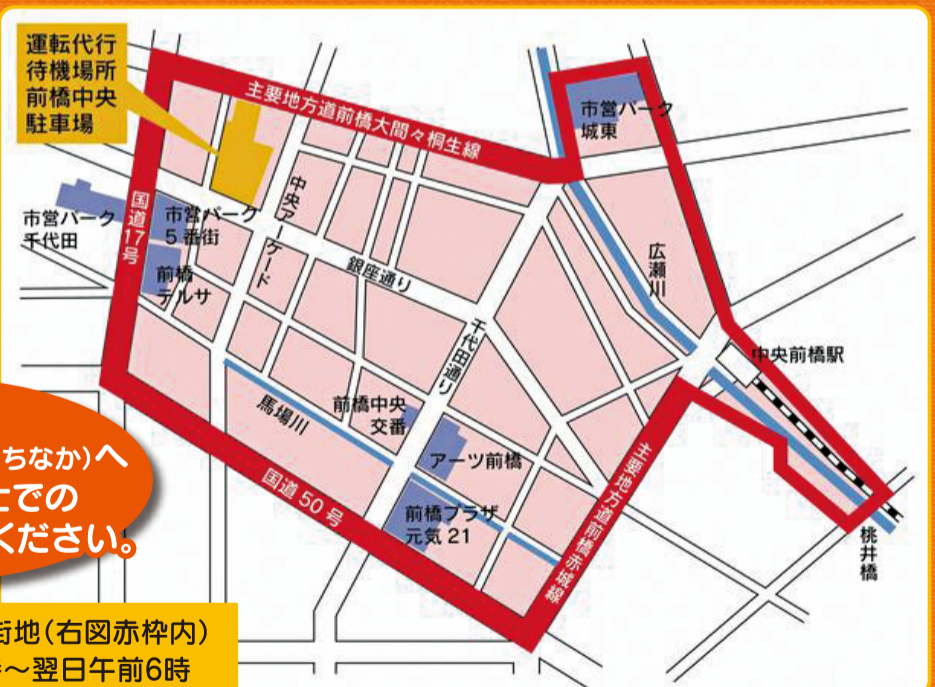 運転代行
待機場所
前橋中央
駐車場
主要地方道前橋大間々桐生線
市営パーク
城東
国道17号
市営パーク
千代田
市営パーク
5番街
前橋
テルサ
中央アーケード
銀座通り
広瀬川
千代田通り
中央前橋駅
馬場川
前橋中央
交番
アーツ前橋
国道50号
前橋プラザ
元気21
主要地方道前橋赤城線
桃井橋
ちなか)へ
での
ください。
街地(右図赤枠内)
～翌日午前6時